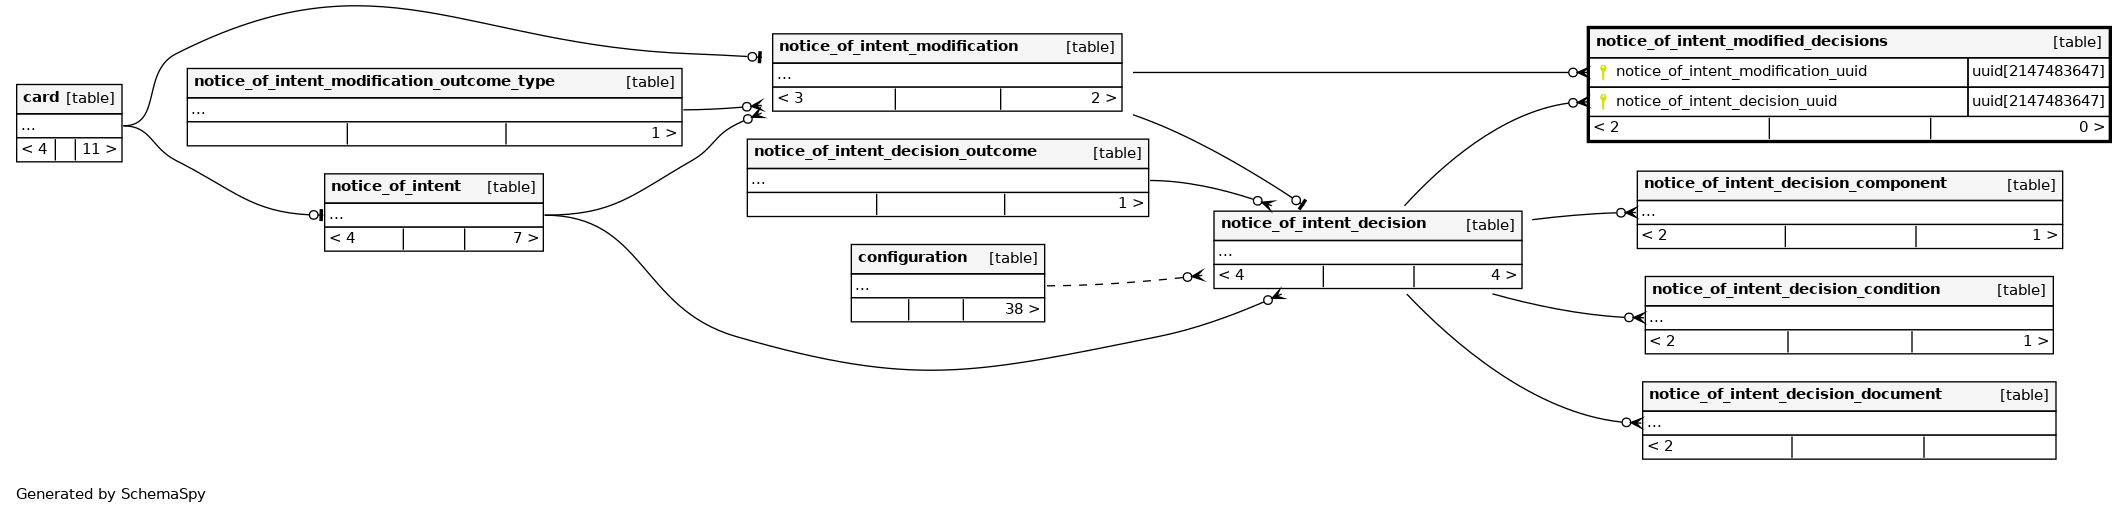 card [table]
...
< 4 11 >
notice_of_intent_modification_outcome_type [table]
...
1 >
notice_of_intent [table]
...
< 4 7 >
notice_of_intent_modification [table]
...
< 3 2 >
notice_of_intent_decision_outcome [table]
...
1 >
configuration [table]
...
38 >
notice_of_intent_decision [table]
...
< 4 4 >
notice_of_intent_modified_decisions [table]
notice_of_intent_modification_uuid uuid[2147483647]
notice_of_intent_decision_uuid uuid[2147483647]
< 2 0 >
notice_of_intent_decision_component [table]
...
< 2 1 >
notice_of_intent_decision_condition [table]
...
< 2 1 >
notice_of_intent_decision_document [table]
...
< 2
Generated by SchemaSpy